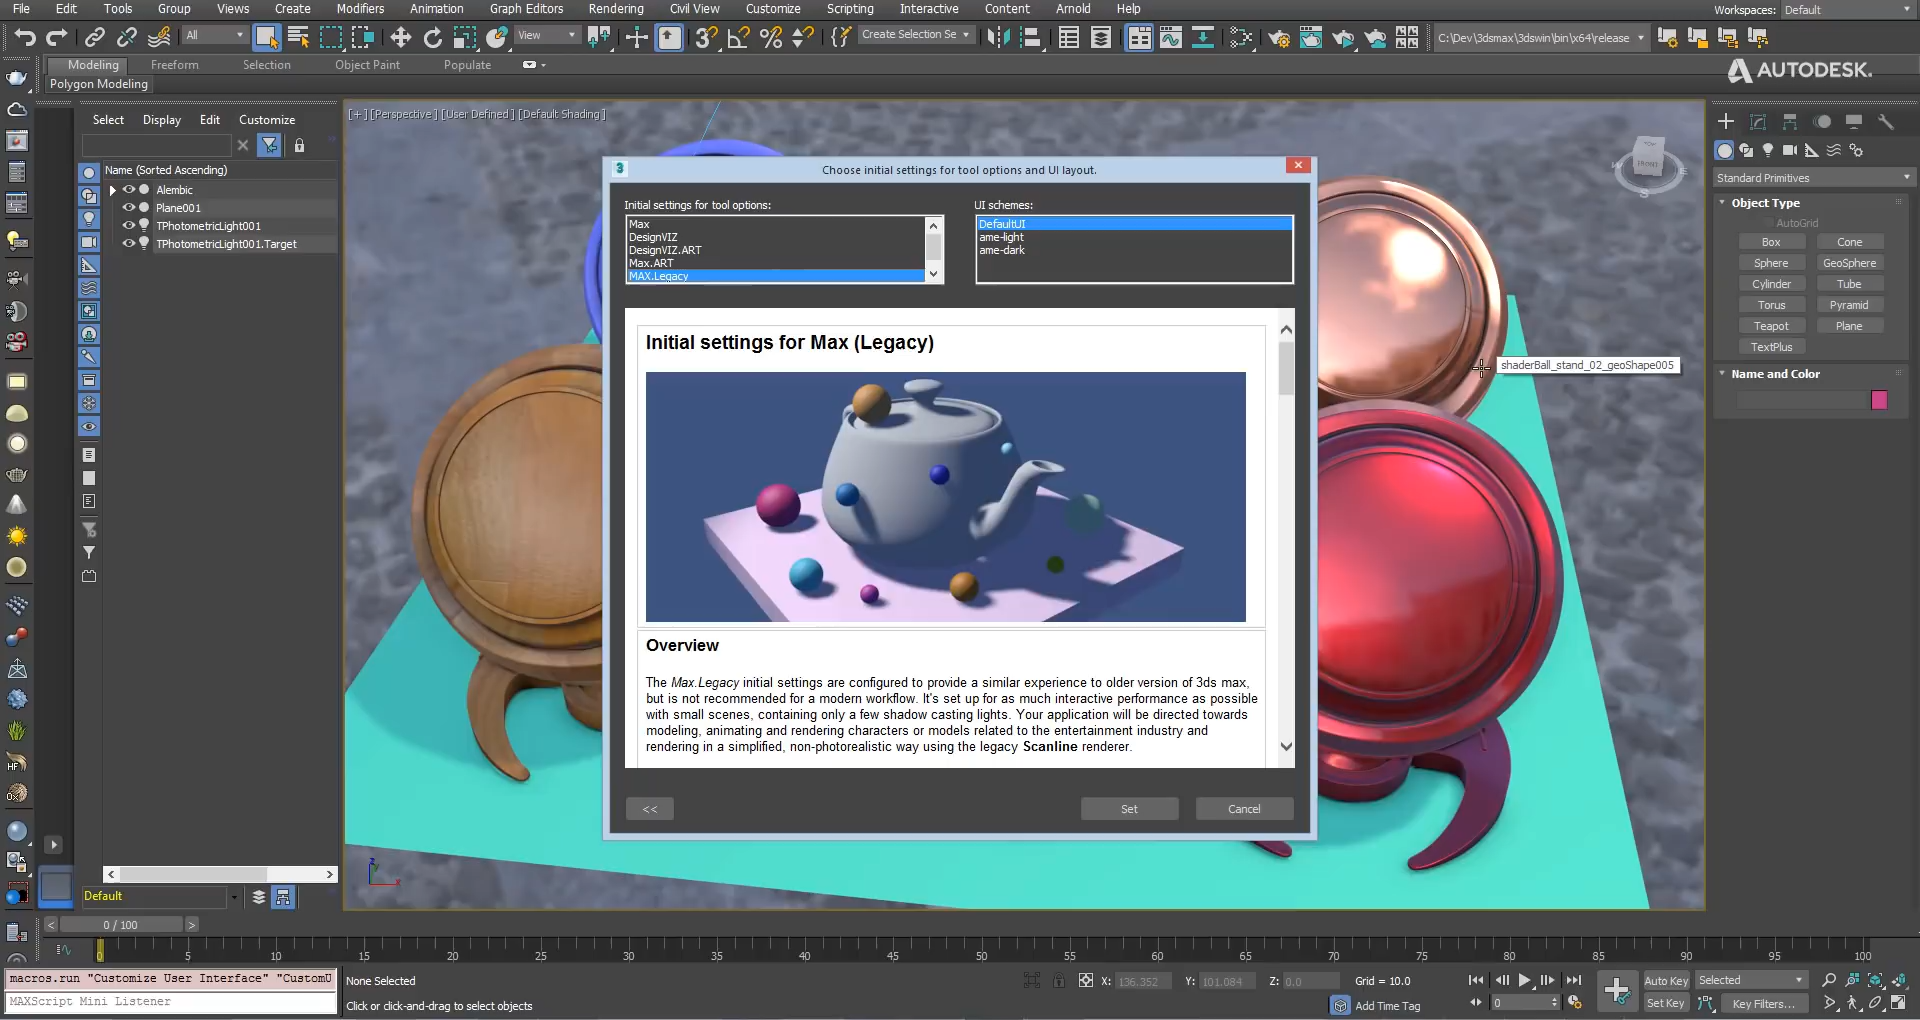 File Edit Tools Group Views Create Modifiers Animation Graph Editors Rendering Civil View Customize Scripting Interactive Content Arnold Help Workspaces: Default
All View Create Selection Se C:\Dev\3dsmax\3dswin\bin\x64\release
Modeling Freeform Selection Object Paint Populate
Polygon Modeling
AUTODESK.
Select Display Edit Customize
Name (Sorted Ascending)
Alembic
Plane001
TPhotometricLight001
TPhotometricLight001.Target
Default
[+] [Perspective] [User Defined] [Default Shading]
FRONT
S
Choose initial settings for tool options and UI layout.
Initial settings for tool options:
Max
DesignVIZ
DesignVIZ.ART
Max.ART
MAX.Legacy
UI schemes:
DefaultUI
ame-light
ame-dark
Initial settings for Max (Legacy)
Overview
The Max.Legacy initial settings are configured to provide a similar experience to older version of 3ds max,
but is not recommended for a modern workflow. It's set up for as much interactive performance as possible
with small scenes, containing only a few shadow casting lights. Your application will be directed towards
modeling, animating and rendering characters or models related to the entertainment industry and
rendering in a simplified, non-photorealistic way using the legacy Scanline renderer.
<< Set Cancel
shaderBall_stand_02_geoShape005
Standard Primitives
Object Type
AutoGrid
Box Cone
Sphere GeoSphere
Cylinder Tube
Torus Pyramid
Teapot Plane
TextPlus
Name and Color
< 0 / 100 >
0 5 10 15 20 25 30 35 40 45 50 55 60 65 70 75 80 85 90 95 100
macros.run "Customize User Interface" "CustomU
MAXScript Mini Listener
None Selected
Click or click-and-drag to select objects
X: 136.352 Y: 101.084 Z: 0.0 Grid = 10.0
Add Time Tag
0
Auto Key Selected
Set Key Key Filters...